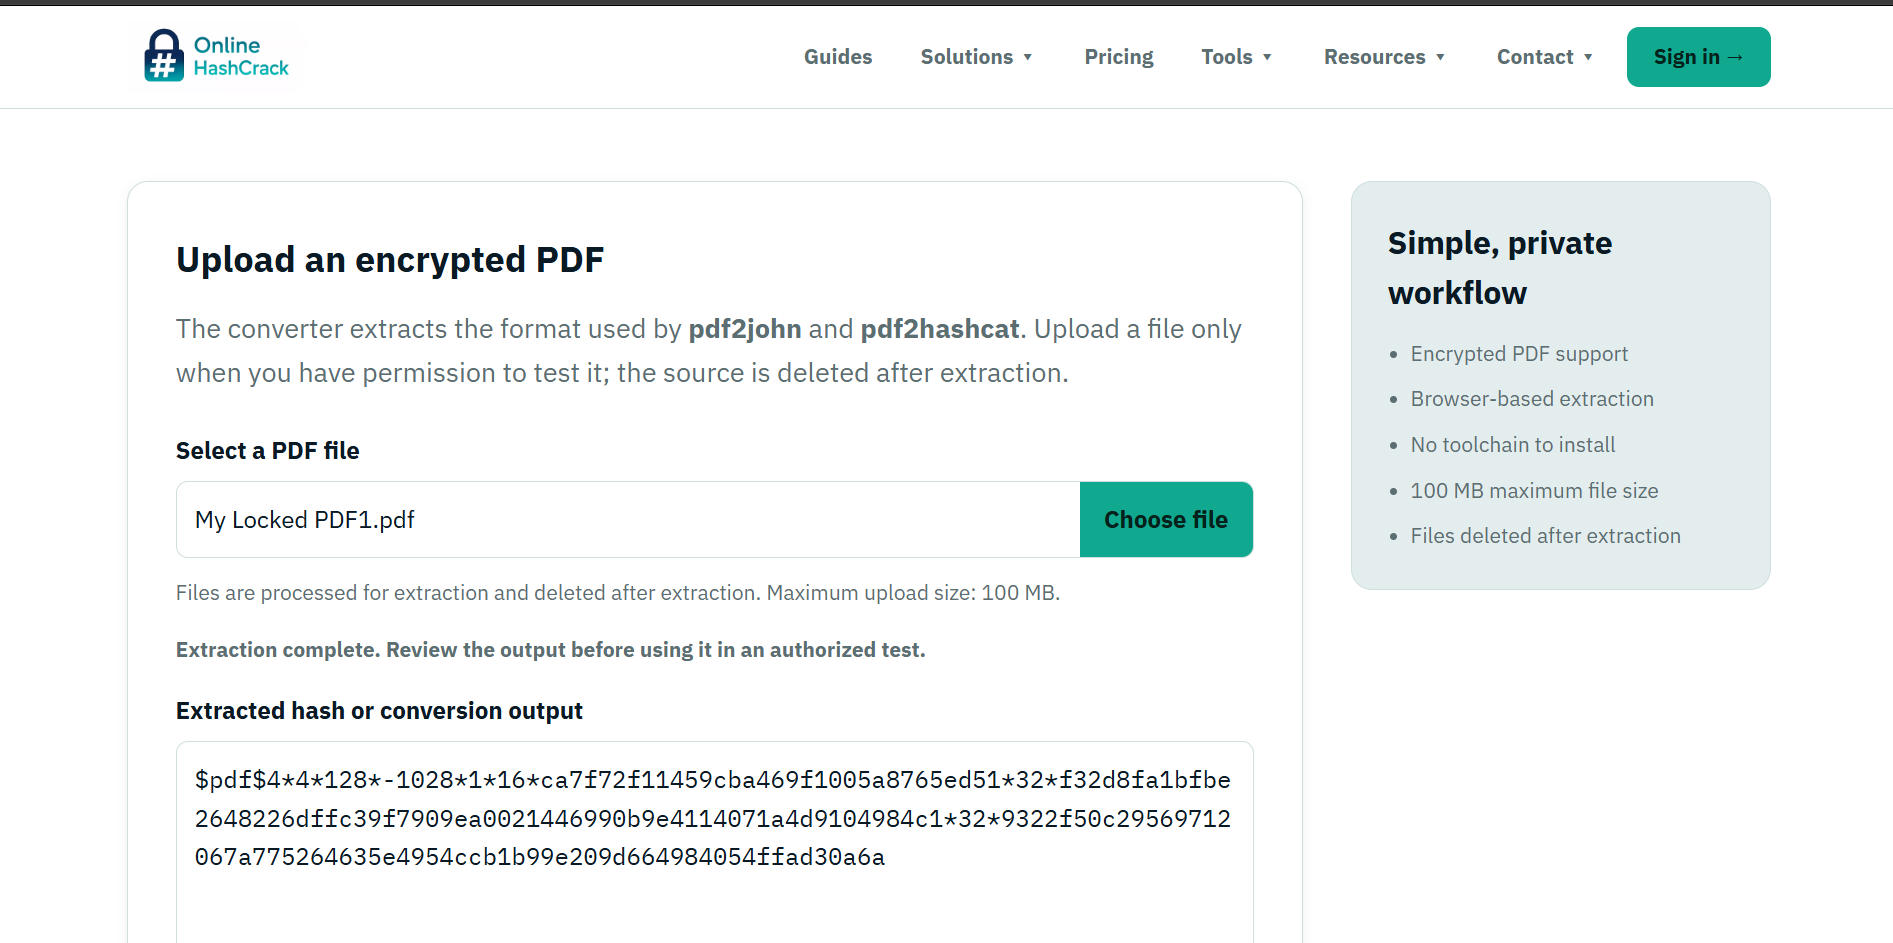 Online
HashCrack
Guides Solutions ▼ Pricing Tools ▼ Resources ▼ Contact ▼ Sign in →
Upload an encrypted PDF
The converter extracts the format used by pdf2john and pdf2hashcat. Upload a file only
when you have permission to test it; the source is deleted after extraction.
Select a PDF file
My Locked PDF1.pdf
Choose file
Files are processed for extraction and deleted after extraction. Maximum upload size: 100 MB.
Extraction complete. Review the output before using it in an authorized test.
Extracted hash or conversion output
$pdf$4*4*128*-1028*1*16*ca7f72f11459cba469f1005a8765ed51*32*f32d8fa1bfbe
2648226dffc39f7909ea0021446990b9e4114071a4d9104984c1*32*9322f50c29569712
067a775264635e4954ccb1b99e209d664984054ffad30a6a
Simple, private
workflow
• Encrypted PDF support
• Browser-based extraction
• No toolchain to install
• 100 MB maximum file size
• Files deleted after extraction